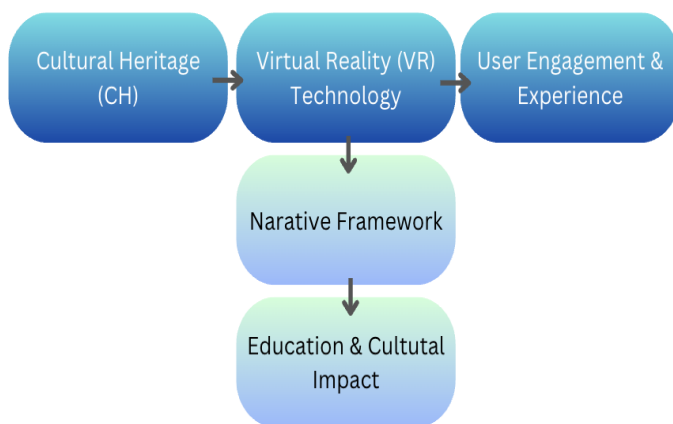 Cultural Heritage
(CH)
Virtual Reality (VR)
Technology
User Engagement &
Experience
Narative Framework
Education & Cultutal
Impact